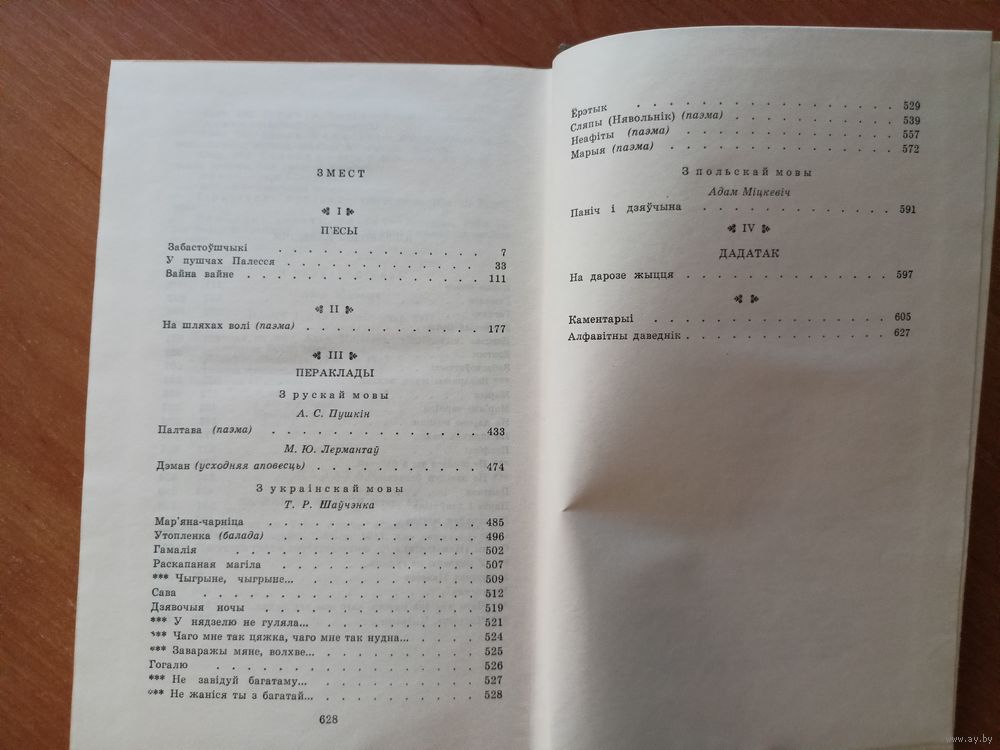 ЗМЕСТ
I
П'ЕСЫ
Забастоўшчыкі . . . . . . . . . . . 7
У пушчах Палесся . . . . . . . . . . 33
Вайна вайне . . . . . . . . . . . . 111
II
На шляхах волі (паэма) . . . . . . . . . 177
III
ПЕРАКЛАДЫ
З рускай мовы
А. С. Пушкін
Палтава (паэма) . . . . . . . . . . . 433
М. Ю. Лермантаў
Дэман (усходняя аповесць) . . . . . . . . 474
З украінскай мовы
Т. Р. Шаўчэнка
Мар'яна-чарніца . . . . . . . . . . . 485
Утопленка (балада) . . . . . . . . . . 496
Гамалія . . . . . . . . . . . . . 502
Раскапаная магіла . . . . . . . . . . 507
*** Чыгрыне, чыгрыне... . . . . . . . . . 509
Сава . . . . . . . . . . . . . . 512
Дзявочыя ночы . . . . . . . . . . . 519
*** У нядзелю не гуляла... . . . . . . . . 521
*** Чаго мне так цяжка, чаго мне так нудна... . . . . 524
*** Заваражы мяне, волхве... . . . . . . . . 525
Гогалю . . . . . . . . . . . . . 526
*** Не завідуй багатаму... . . . . . . . . 527
*** Не жаніся ты з багатай... . . . . . . . 528
628
Ёрэтык . . . . . . . . . . . . . 529
Сляпы (Нявольнік) (паэма) . . . . . . . . 539
Неафіты (паэма) . . . . . . . . . . . 557
Марыя (паэма) . . . . . . . . . . . 572
З польскай мовы
Адам Міцкевіч
Паніч і дзяўчына . . . . . . . . . . 591
IV
ДАДАТАК
На дарозе жыцця . . . . . . . . . . . 597
Каментарыі . . . . . . . . . . . . 605
Алфавітны даведнік . . . . . . . . . . 627
www.ay.by